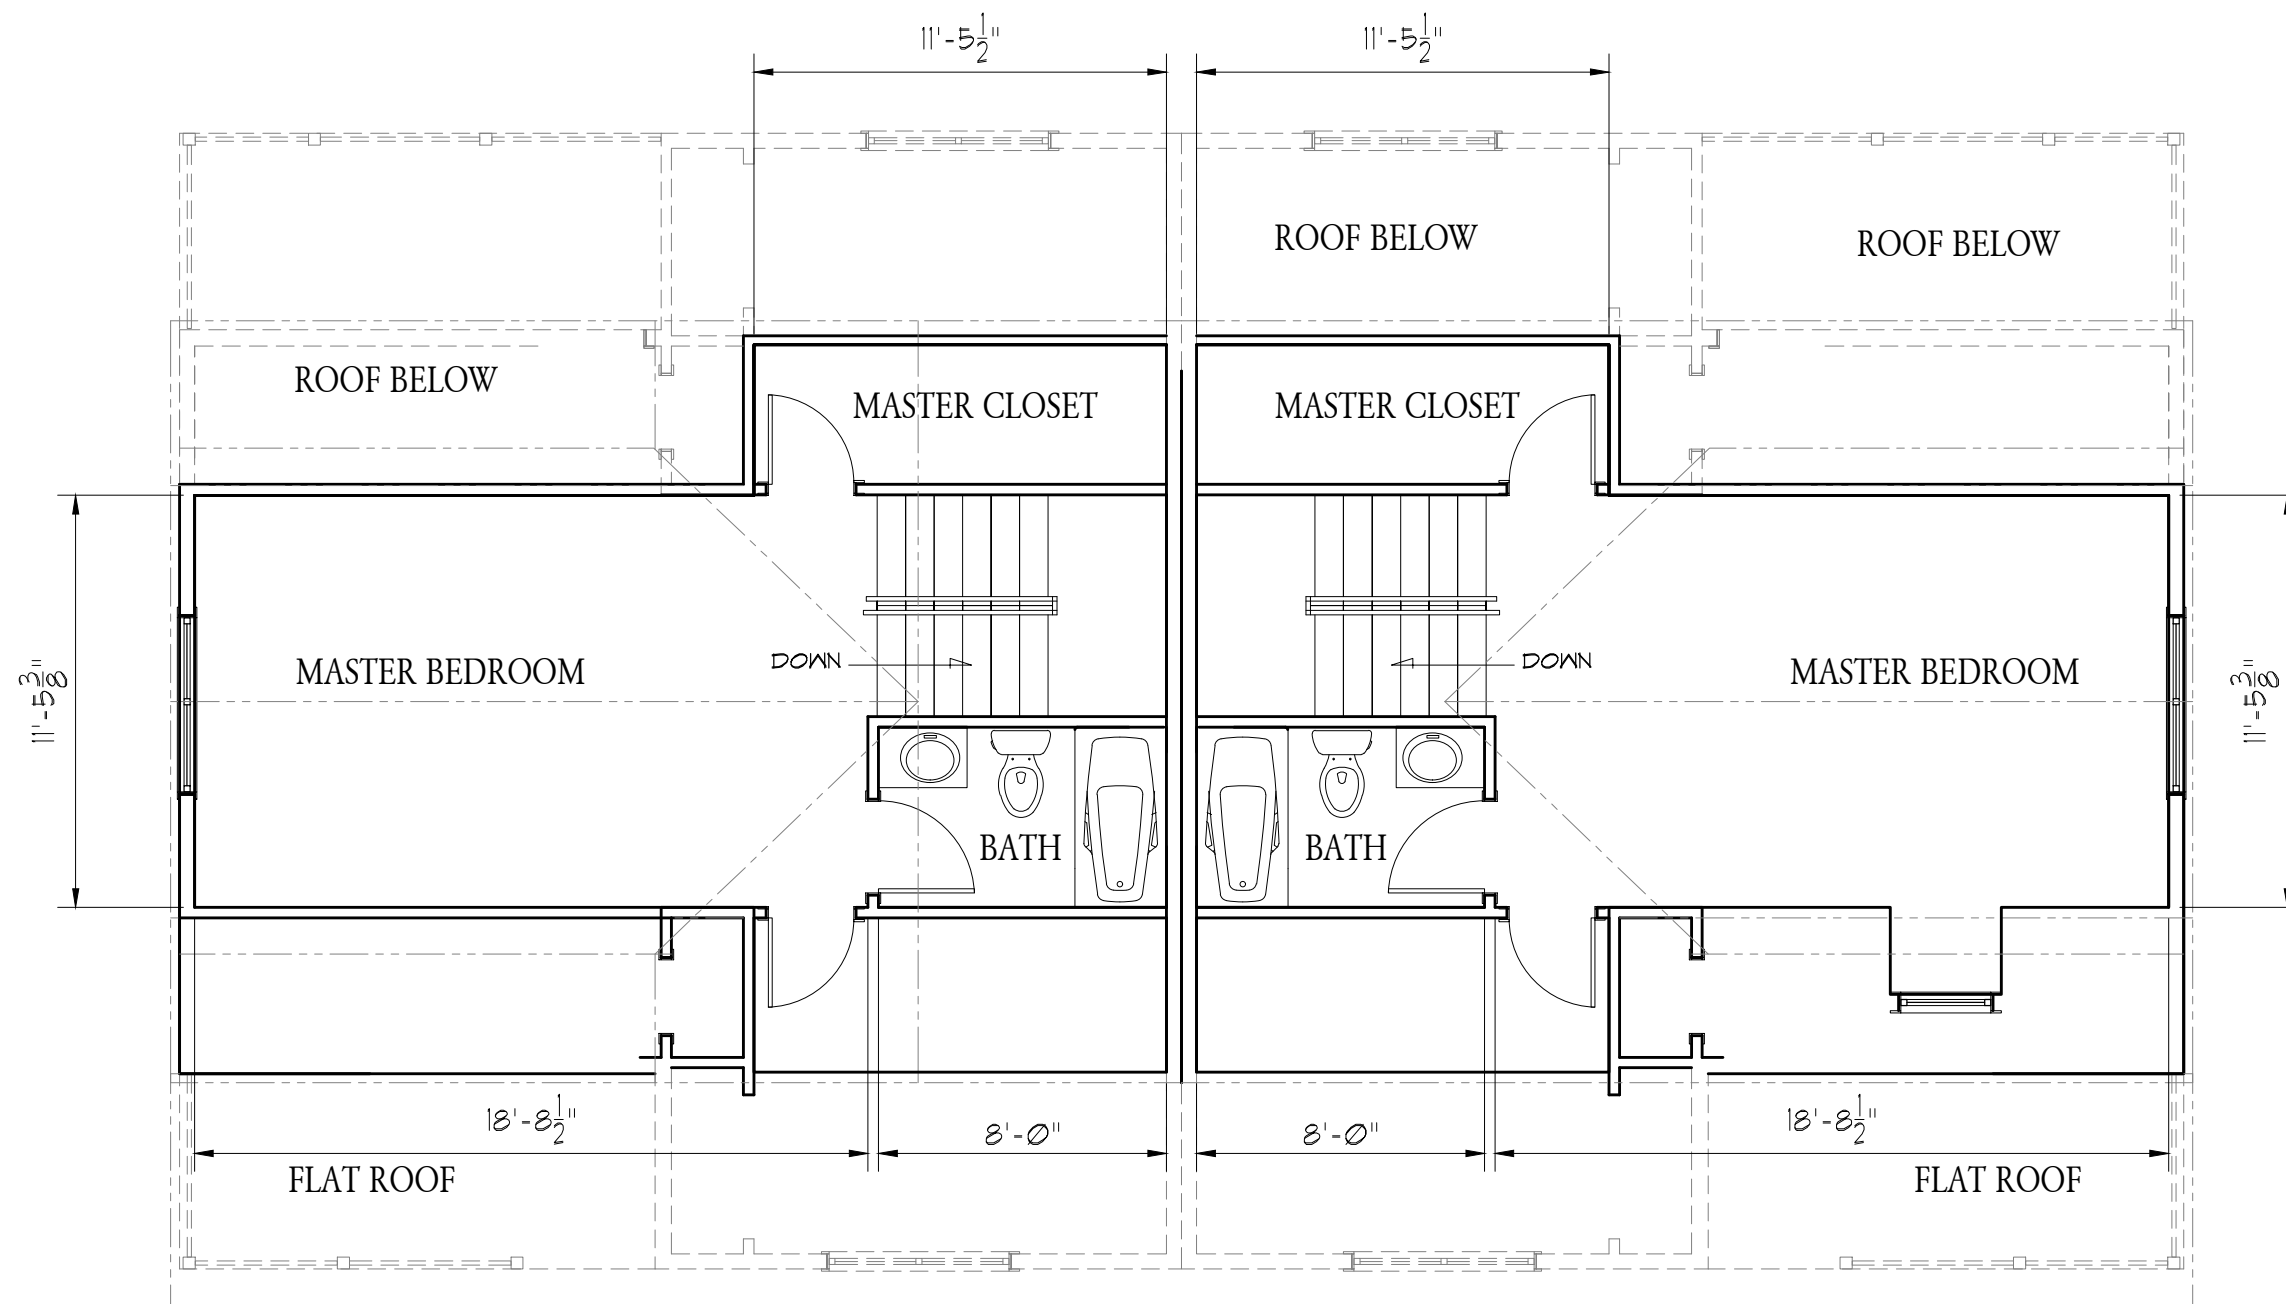 11'-5 1/2"
11'-5 1/2"
ROOF BELOW
ROOF BELOW
ROOF BELOW
MASTER CLOSET
MASTER CLOSET
DOWN
DOWN
MASTER BEDROOM
MASTER BEDROOM
11'-5 3/8"
11'-5 3/8"
BATH
BATH
18'-8 1/2"
8'-0"
8'-0"
18'-8 1/2"
FLAT ROOF
FLAT ROOF